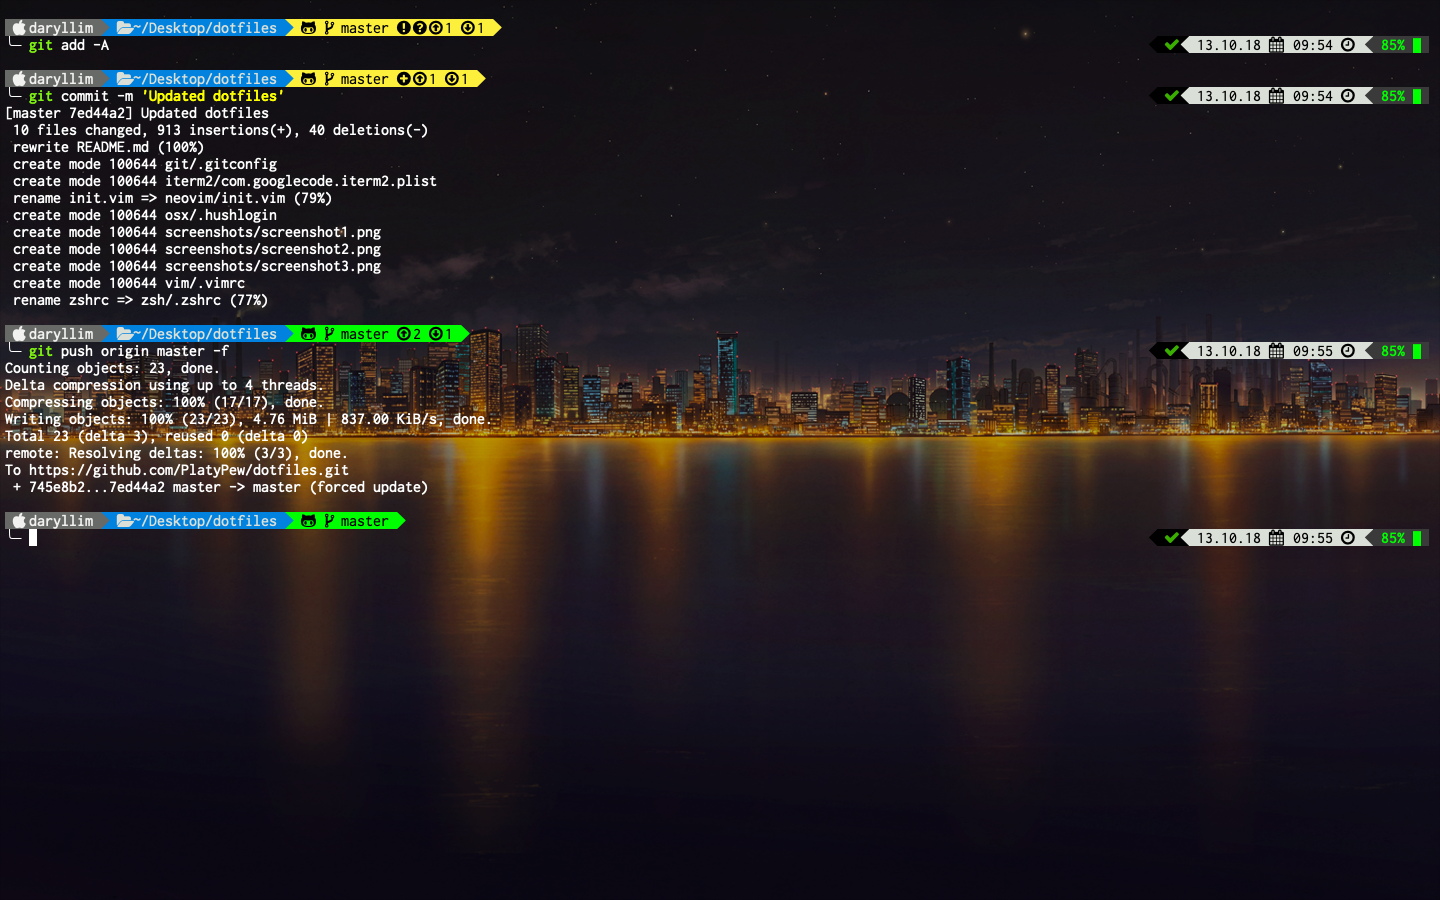 daryllim ~/Desktop/dotfiles master 1 1
git add -A 13.10.18 09:54 85%
daryllim ~/Desktop/dotfiles master 1 1
git commit -m 'Updated dotfiles' 13.10.18 09:54 85%
[master 7ed44a2] Updated dotfiles
10 files changed, 913 insertions(+), 40 deletions(-)
rewrite README.md (100%)
create mode 100644 git/.gitconfig
create mode 100644 iterm2/com.googlecode.iterm2.plist
rename init.vim => neovim/init.vim (79%)
create mode 100644 osx/.hushlogin
create mode 100644 screenshots/screenshot1.png
create mode 100644 screenshots/screenshot2.png
create mode 100644 screenshots/screenshot3.png
create mode 100644 vim/.vimrc
rename zshrc => zsh/.zshrc (77%)
daryllim ~/Desktop/dotfiles master 2 1
git push origin master -f 13.10.18 09:55 85%
Counting objects: 23, done.
Delta compression using up to 4 threads.
Compressing objects: 100% (17/17), done.
Writing objects: 100% (23/23), 4.76 MiB | 837.00 KiB/s, done.
Total 23 (delta 3), reused 0 (delta 0)
remote: Resolving deltas: 100% (3/3), done.
To https://github.com/PlatyPew/dotfiles.git
+ 745e8b2...7ed44a2 master -> master (forced update)
daryllim ~/Desktop/dotfiles master
13.10.18 09:55 85%